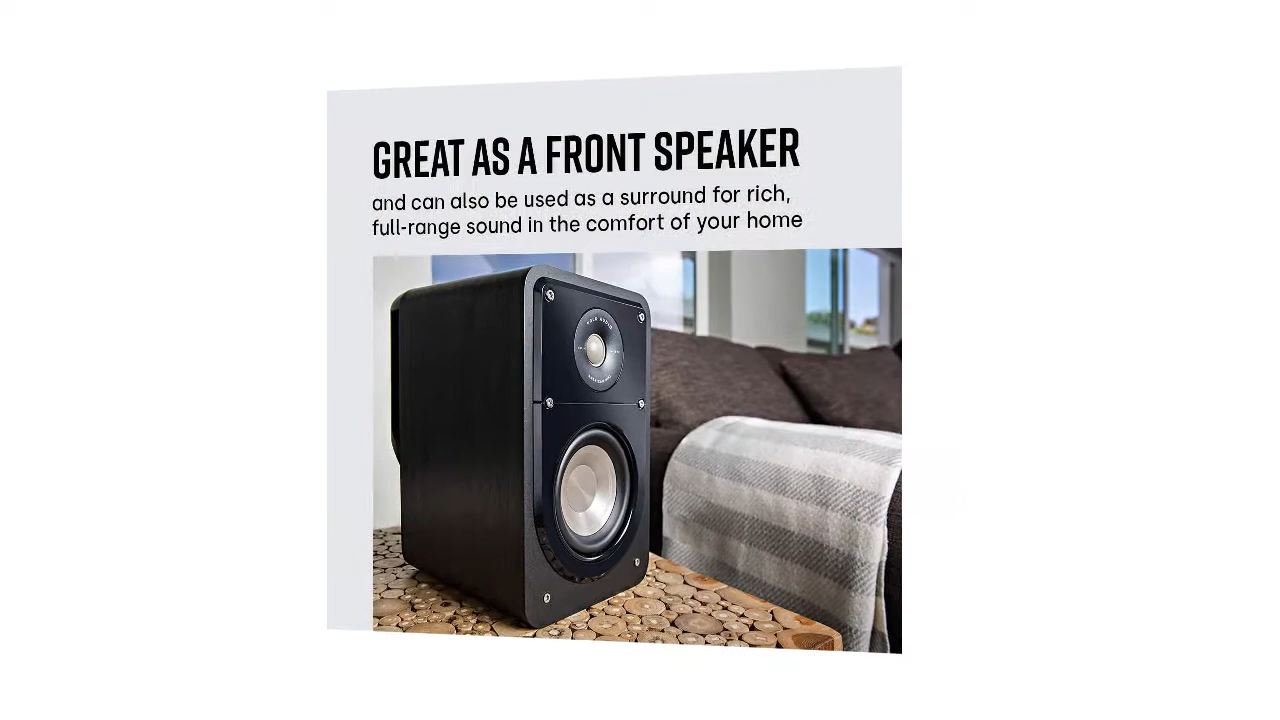 GREAT AS A FRONT SPEAKER
and can also be used as a surround for rich,
full-range sound in the comfort of your home